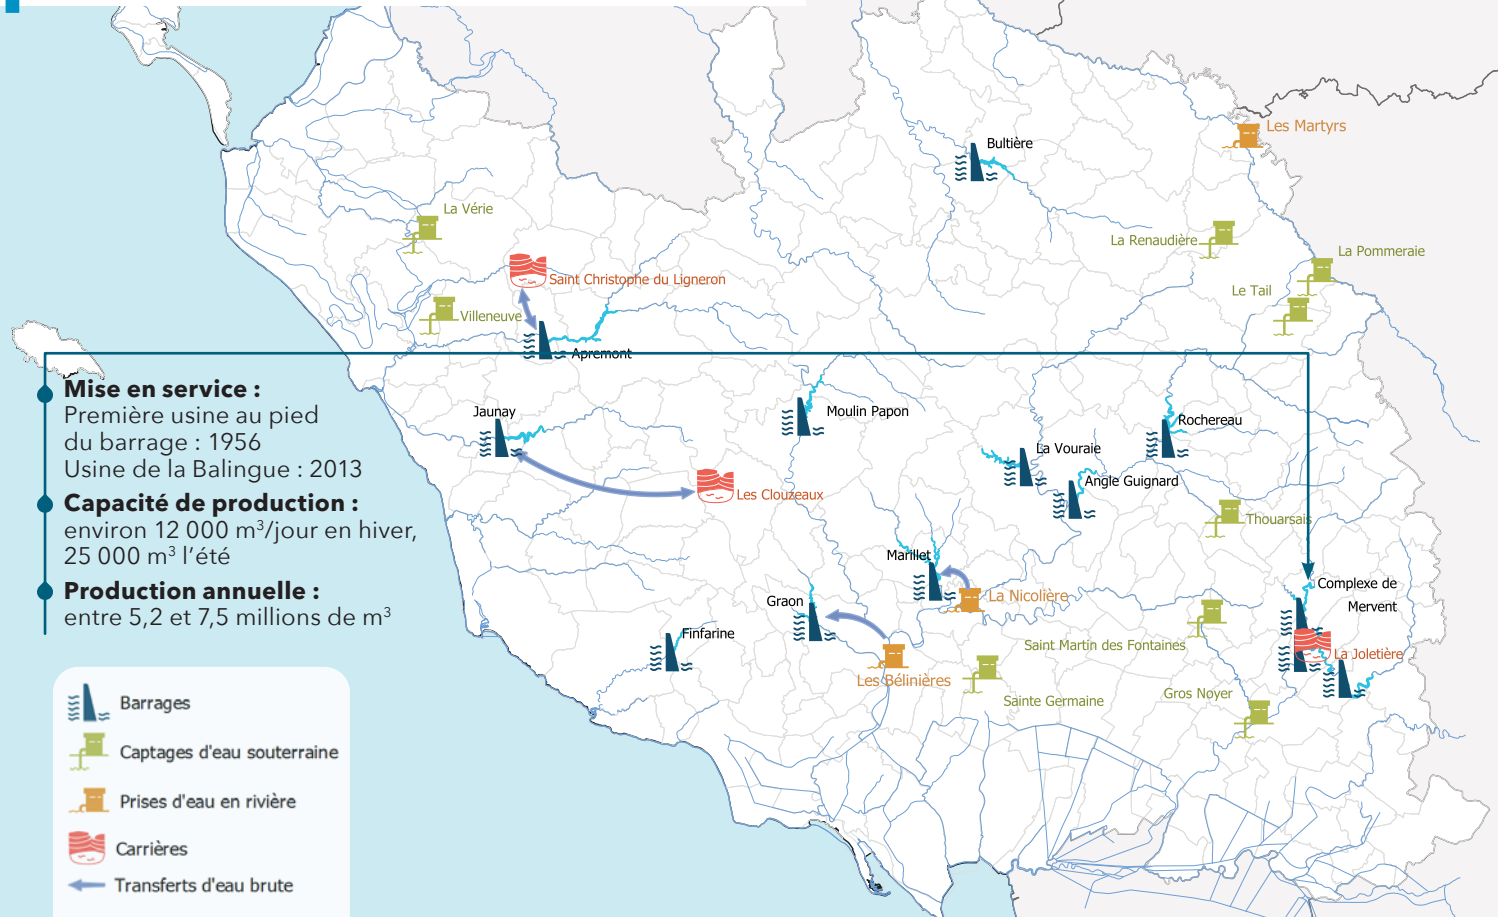 Les Martyrs
Bultière
La Vérie
La Renaudière
La Pommeraie
Saint Christophe du Ligneron
Le Tail
Villeneuve
Apremont
Mise en service :
Première usine au pied
du barrage : 1956
Usine de la Balingue : 2013
Capacité de production :
environ 12 000 m³/jour en hiver,
25 000 m³ l'été
Production annuelle :
entre 5,2 et 7,5 millions de m³
Jaunay
Moulin Papon
Rochereau
La Vouraie
Angle Guignard
Les Clouzeaux
Thouarsais
Marillet
La Nicolière
Complexe de
Mervent
Graon
Finfarine
Saint Martin des Fontaines
La Joletière
Les Bélinières
Sainte Germaine
Gros Noyer
Barrages
Captages d'eau souterraine
Prises d'eau en rivière
Carrières
Transferts d'eau brute